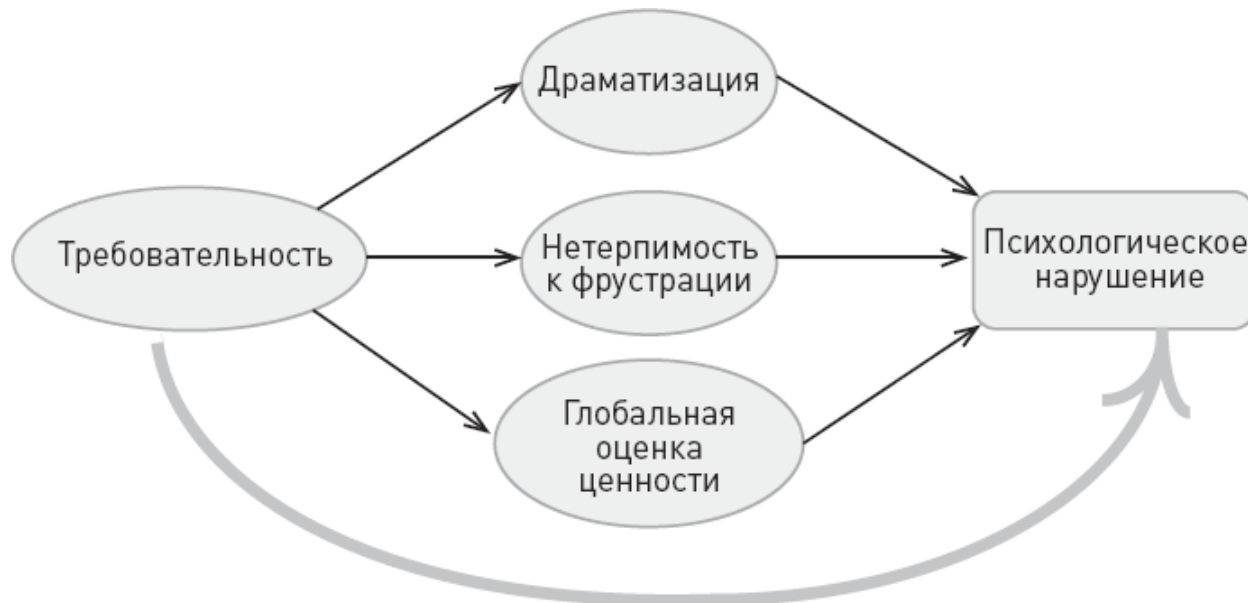 Драматизация
Требовательность
Нетерпимость
к фрустрации
Психологическое
нарушение
Глобальная
оценка
ценности